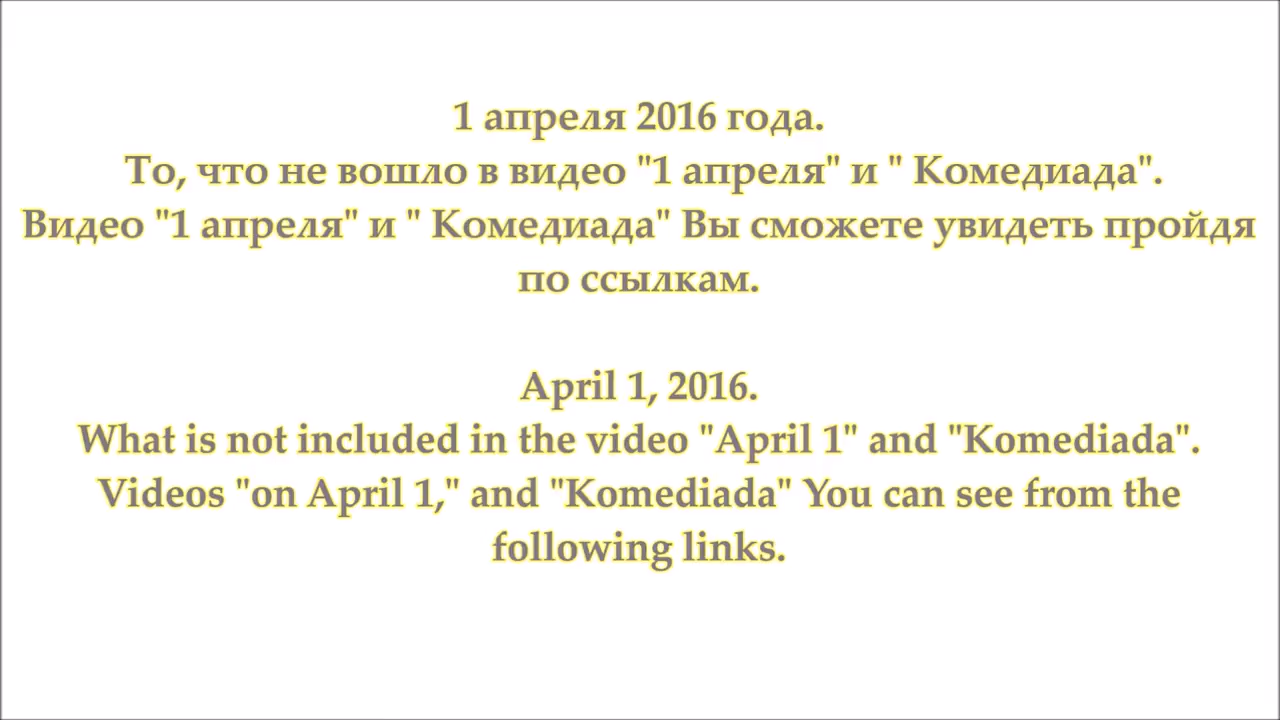 1 апреля 2016 года.
То, что не вошло в видео "1 апреля" и " Комедиада".
Видео "1 апреля" и " Комедиада" Вы сможете увидеть пройдя
по ссылкам.
April 1, 2016.
What is not included in the video "April 1" and "Komediada".
Videos "on April 1," and "Komediada" You can see from the
following links.